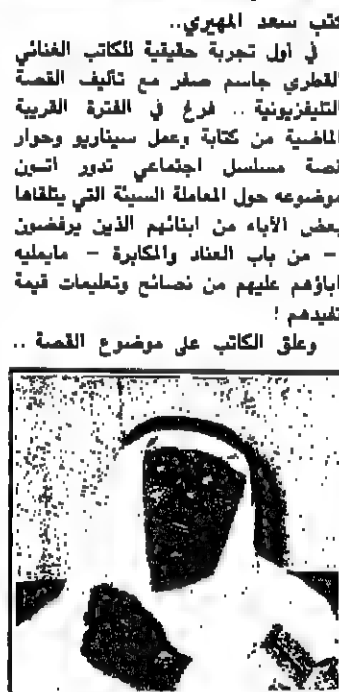 كتب سعد المهيري..
في أول تجربة حقيقية للكاتب الغنائي
القطري جاسم صفر مع تأليف القصة
التليفزيونية .. فرغ في الفترة القريبة
الماضية من كتابة وعمل سيناريو وحوار
قصة مسلسل اجتماعي تدور اتون
موضوعه حول المعاملة السيئة التي يتلقاها
بعض الأباء من ابنائهم الذين يرفضون
– من باب العناد والمكابرة – مايمليه
اباؤهم عليهم من نصائح وتعليمات قيمة
تفيدهم !
وعلق الكاتب على موضوع القصة ..